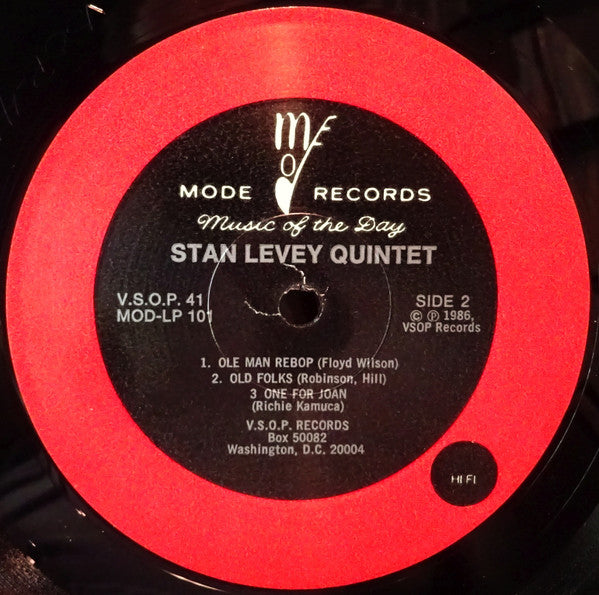 MODE
MODE RECORDS
Music of the Day
STAN LEVEY QUINTET
V.S.O.P. 41
MOD-LP 101
SIDE 2
© ℗ 1986,
VSOP Records
1. OLE MAN REBOP (Floyd Wilson)
2. OLD FOLKS (Robinson, Hill)
3 ONE FOR JOAN
(Richie Kamuca)
V.S.O.P. RECORDS
Box 50082
Washington, D.C. 20004
HI FI